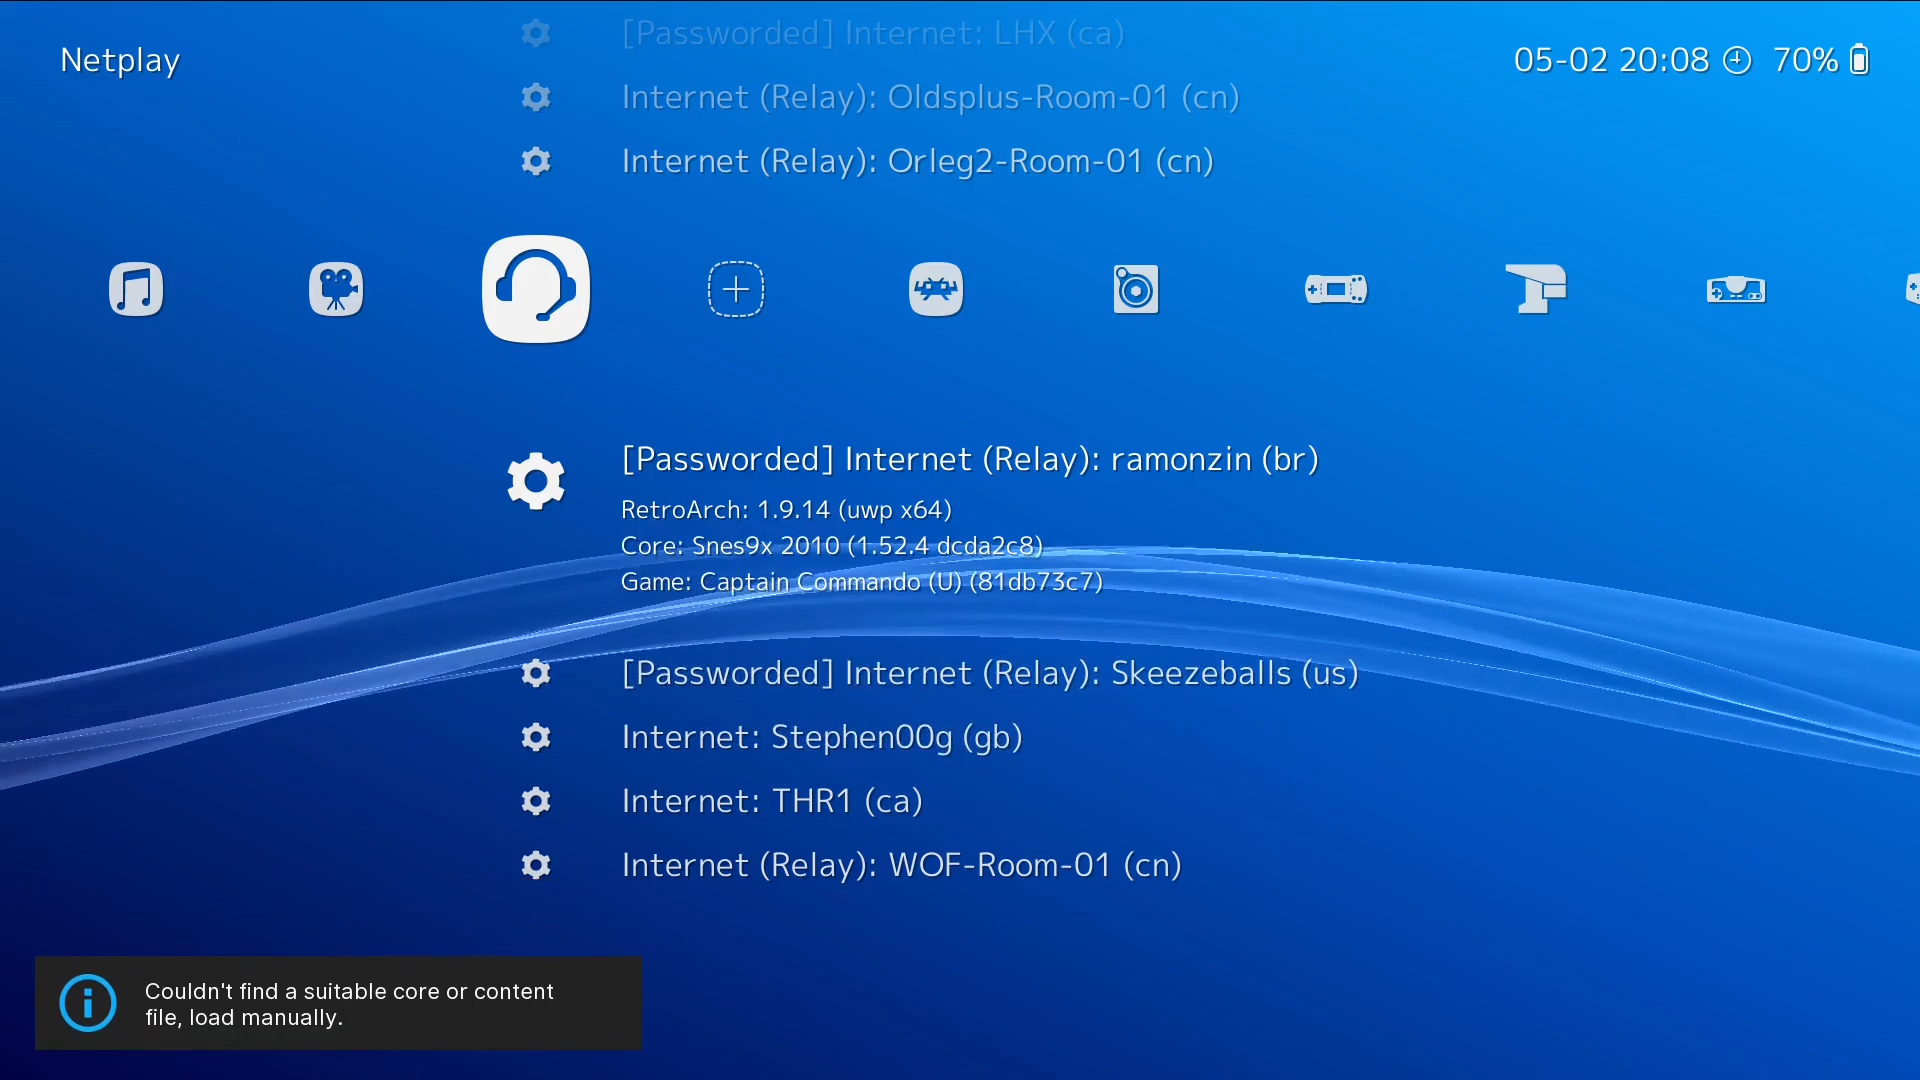 [Passworded] Internet: LHX (ca)
Netplay
05-02 20:08
70%
Internet (Relay): Oldsplus-Room-01 (cn)
Internet (Relay): Orleg2-Room-01 (cn)
[Passworded] Internet (Relay): ramonzin (br)
RetroArch: 1.9.14 (uwp x64)
Core: Snes9x 2010 (1.52.4 dcda2c8)
Game: Captain Commando (U) (81db73c7)
[Passworded] Internet (Relay): Skeezeballs (us)
Internet: Stephen00g (gb)
Internet: THR1 (ca)
Internet (Relay): WOF-Room-01 (cn)
Couldn't find a suitable core or content
file, load manually.